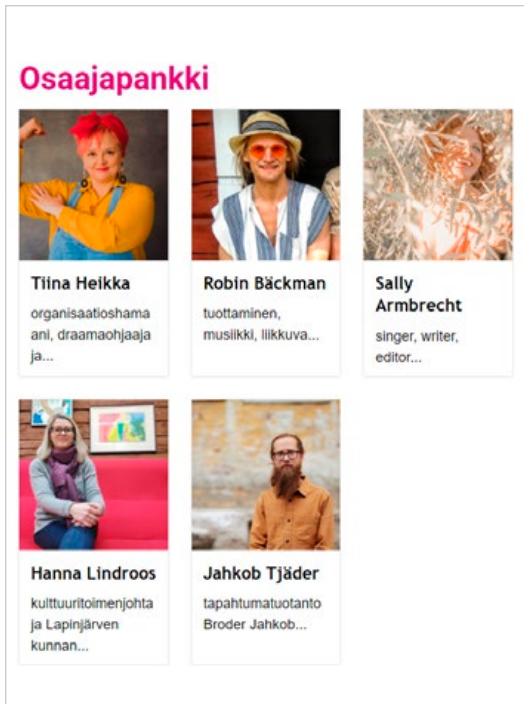 Osaajapankki
Tiina Heikka
organisaatioshama
ani, draamaohjaaja
ja...
Robin Bäckman
tuottaminen,
musiikki, liikkuva...
Sally
Armbrecht
singer, writer,
editor...
Hanna Lindroos
kulttuuritoimenjohta
ja Lapinjärven
kunnan...
Jahkob Tjäder
tapahtumatuotanto
Broder Jahkob...